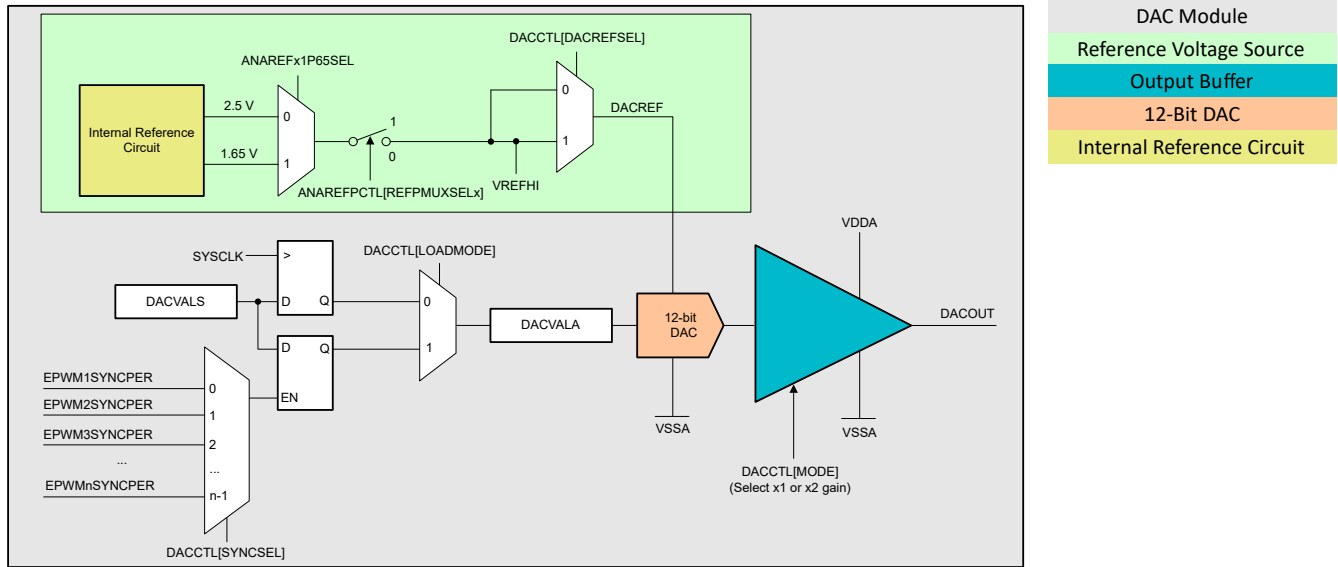 DACCTL[DACREFSEL]
ANAREFx1P65SEL
Internal Reference
Circuit
2.5 V
1.65 V
0
1
1
0
ANAREFPCTL[REFPMUXSELx]
VREFHI
0
1
DACREF
SYSCLK
>
D
Q
DACVALS
D
Q
EN
DACCTL[LOADMODE]
0
1
DACVALA
12-bit
DAC
VSSA
VDDA
VSSA
DACOUT
DACCTL[MODE]
(Select x1 or x2 gain)
EPWM1SYNCPER
EPWM2SYNCPER
EPWM3SYNCPER
...
EPWMnSYNCPER
0
1
2
...
n-1
DACCTL[SYNCSEL]
DAC Module
Reference Voltage Source
Output Buffer
12-Bit DAC
Internal Reference Circuit